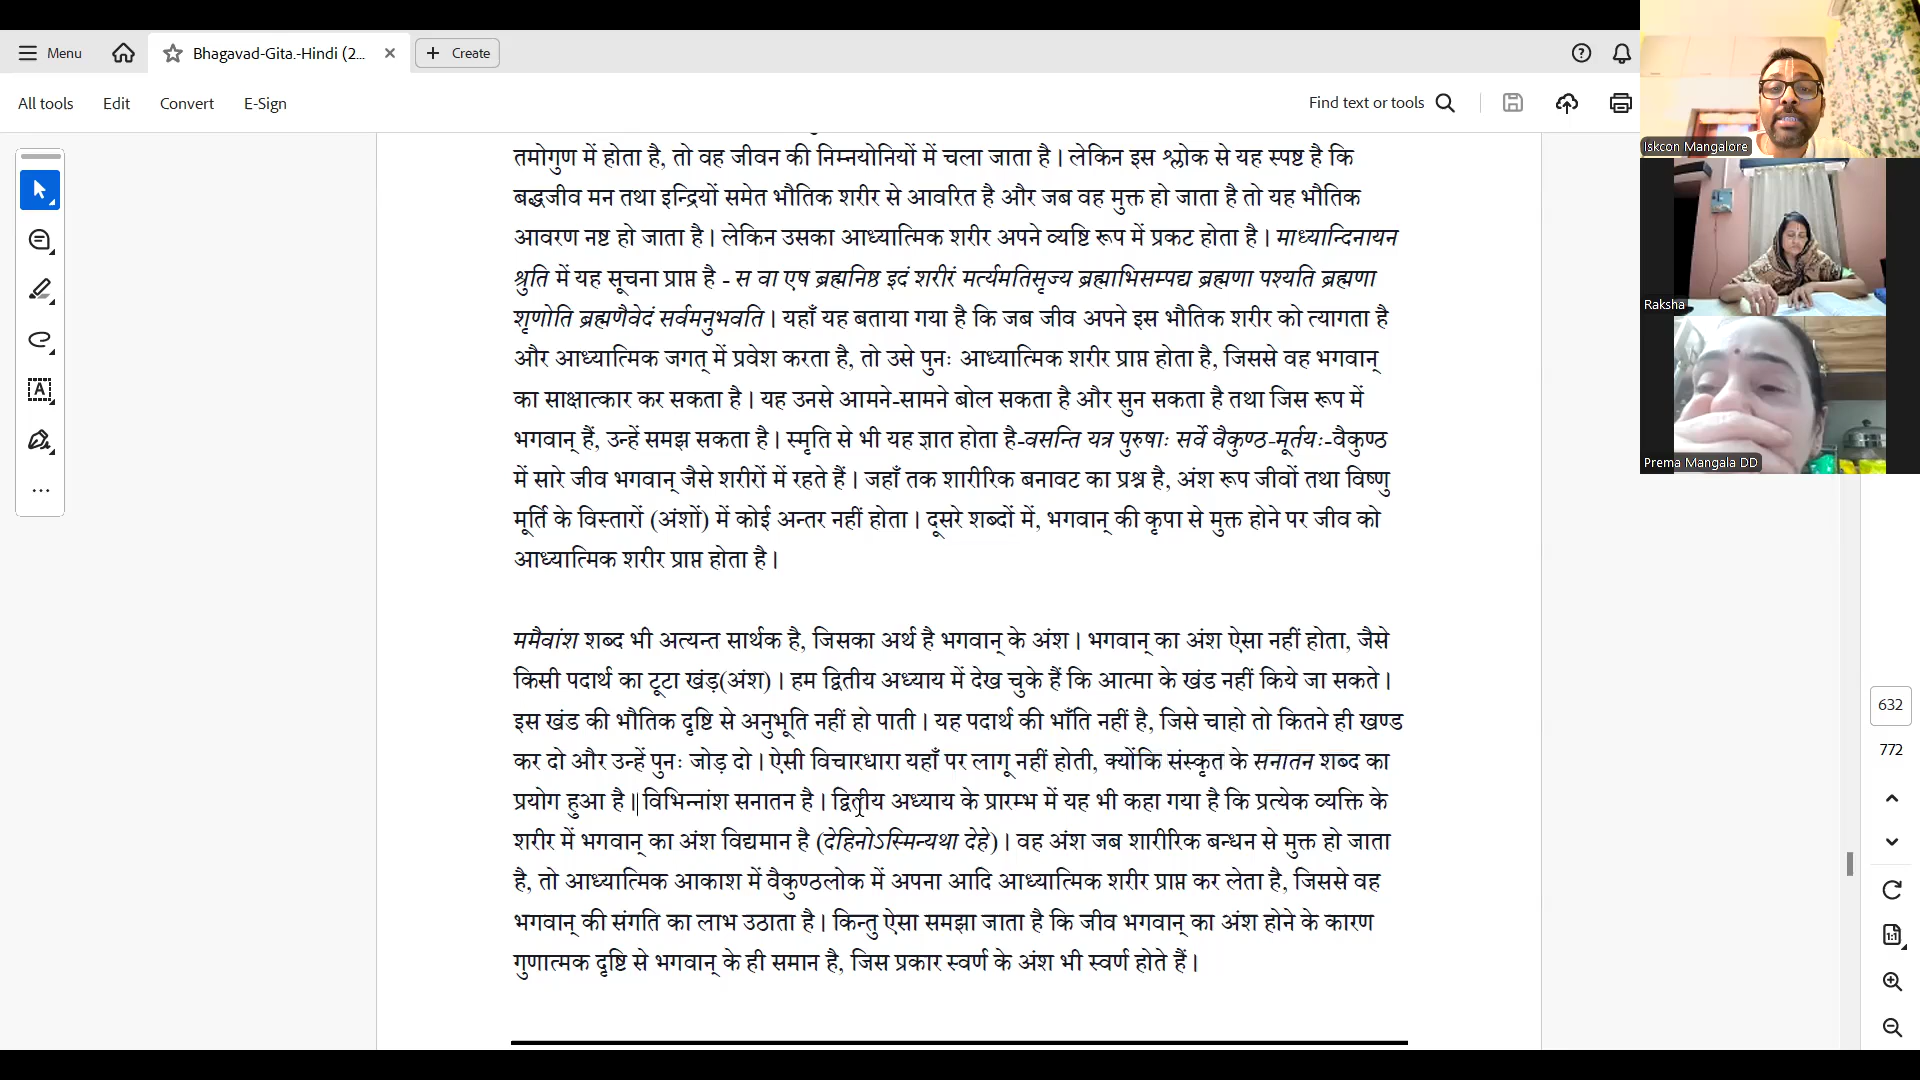 Menu
Bhagavad-Gita.-Hindi (2...
Create
All tools
Edit
Convert
E-Sign
Find text or tools
तमोगुण में होता है, तो वह जीवन की निम्नयोनियों में चला जाता है। लेकिन इस श्लोक से यह स्पष्ट है कि
बद्धजीव मन तथा इन्द्रियों समेत भौतिक शरीर से आवरित है और जब वह मुक्त हो जाता है तो यह भौतिक
आवरण नष्ट हो जाता है। लेकिन उसका आध्यात्मिक शरीर अपने व्यष्टि रूप में प्रकट होता है। माध्यान्दिनायन
श्रुति में यह सूचना प्राप्त है - स वा एष ब्रह्मनिष्ठ इदं शरीरं मर्त्यमतिसृज्य ब्रह्माभिसम्पद्य ब्रह्मणा पश्यति ब्रह्मणा
शृणोति ब्रह्मणैवेदं सर्वमनुभवति। यहाँ यह बताया गया है कि जब जीव अपने इस भौतिक शरीर को त्यागता है
और आध्यात्मिक जगत् में प्रवेश करता है, तो उसे पुनः आध्यात्मिक शरीर प्राप्त होता है, जिससे वह भगवान्
का साक्षात्कार कर सकता है। यह उनसे आमने-सामने बोल सकता है और सुन सकता है तथा जिस रूप में
भगवान् हैं, उन्हें समझ सकता है। स्मृति से भी यह ज्ञात होता है-वसन्ति यत्र पुरुषाः सर्वे वैकुण्ठ-मूर्तयः-वैकुण्ठ
में सारे जीव भगवान् जैसे शरीरों में रहते हैं। जहाँ तक शारीरिक बनावट का प्रश्न है, अंश रूप जीवों तथा विष्णु
मूर्ति के विस्तारों (अंशों) में कोई अन्तर नहीं होता। दूसरे शब्दों में, भगवान् की कृपा से मुक्त होने पर जीव को
आध्यात्मिक शरीर प्राप्त होता है।
ममैवांश शब्द भी अत्यन्त सार्थक है, जिसका अर्थ है भगवान् के अंश। भगवान् का अंश ऐसा नहीं होता, जैसे
किसी पदार्थ का टूटा खंड़(अंश)। हम द्वितीय अध्याय में देख चुके हैं कि आत्मा के खंड नहीं किये जा सकते।
इस खंड की भौतिक दृष्टि से अनुभूति नहीं हो पाती। यह पदार्थ की भाँति नहीं है, जिसे चाहो तो कितने ही खण्ड
कर दो और उन्हें पुनः जोड़ दो। ऐसी विचारधारा यहाँ पर लागू नहीं होती, क्योंकि संस्कृत के सनातन शब्द का
प्रयोग हुआ है। विभिन्नांश सनातन है। द्वितीय अध्याय के प्रारम्भ में यह भी कहा गया है कि प्रत्येक व्यक्ति के
शरीर में भगवान् का अंश विद्यमान है (देहिनोऽस्मिन्यथा देहे)। वह अंश जब शारीरिक बन्धन से मुक्त हो जाता
है, तो आध्यात्मिक आकाश में वैकुण्ठलोक में अपना आदि आध्यात्मिक शरीर प्राप्त कर लेता है, जिससे वह
भगवान् की संगति का लाभ उठाता है। किन्तु ऐसा समझा जाता है कि जीव भगवान् का अंश होने के कारण
गुणात्मक दृष्टि से भगवान् के ही समान है, जिस प्रकार स्वर्ण के अंश भी स्वर्ण होते हैं।
Iskcon Mangalore
Raksha
Prema Mangala DD
632
772